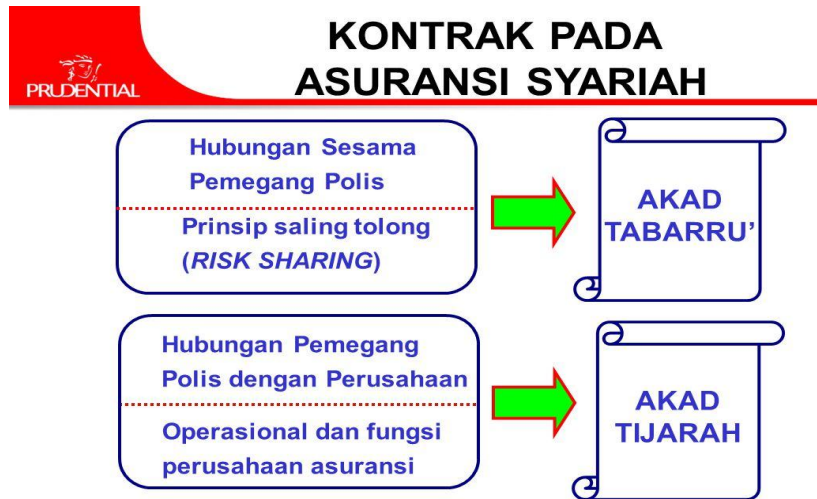 PRUDENTIAL
KONTRAK PADA
ASURANSI SYARIAH
Hubungan Sesama
Pemegang Polis
Prinsip saling tolong
(RISK SHARING)
AKAD
TABARRU’
Hubungan Pemegang
Polis dengan Perusahaan
Operasional dan fungsi
perusahaan asuransi
AKAD
TIJARAH